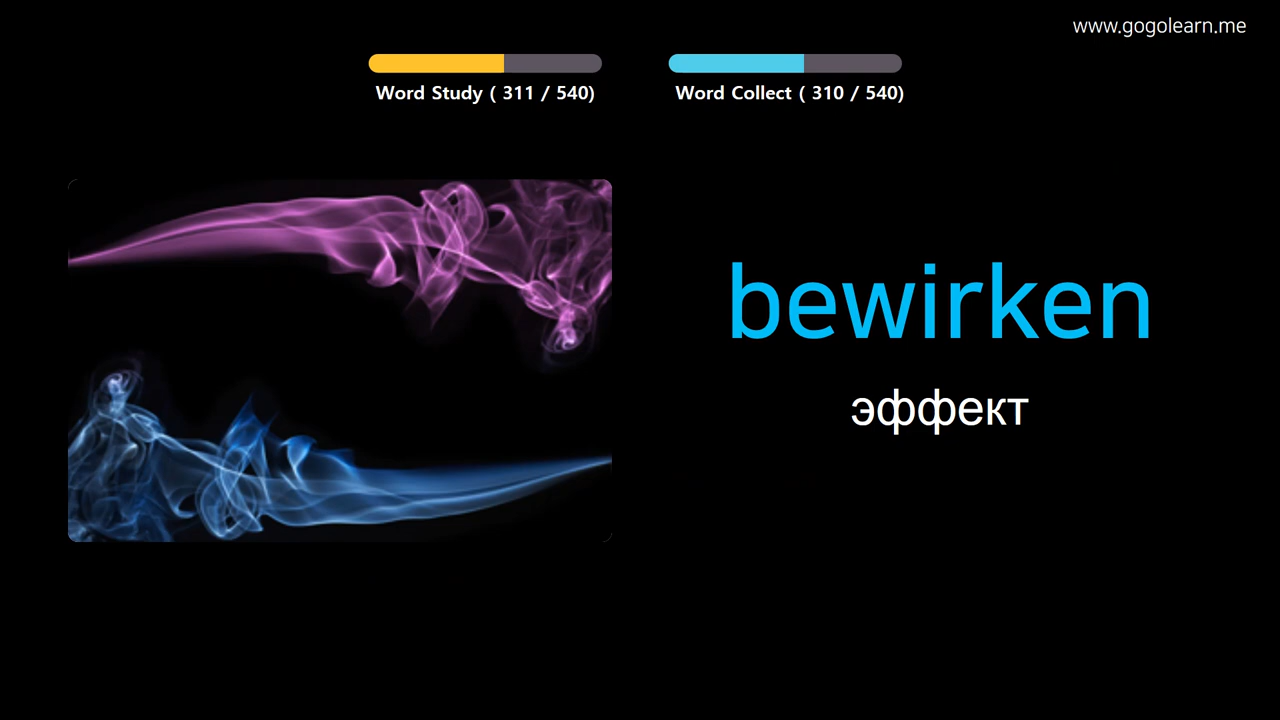 www.gogolearn.me
Word Study ( 311 / 540)
Word Collect ( 310 / 540)
bewirken
эффект